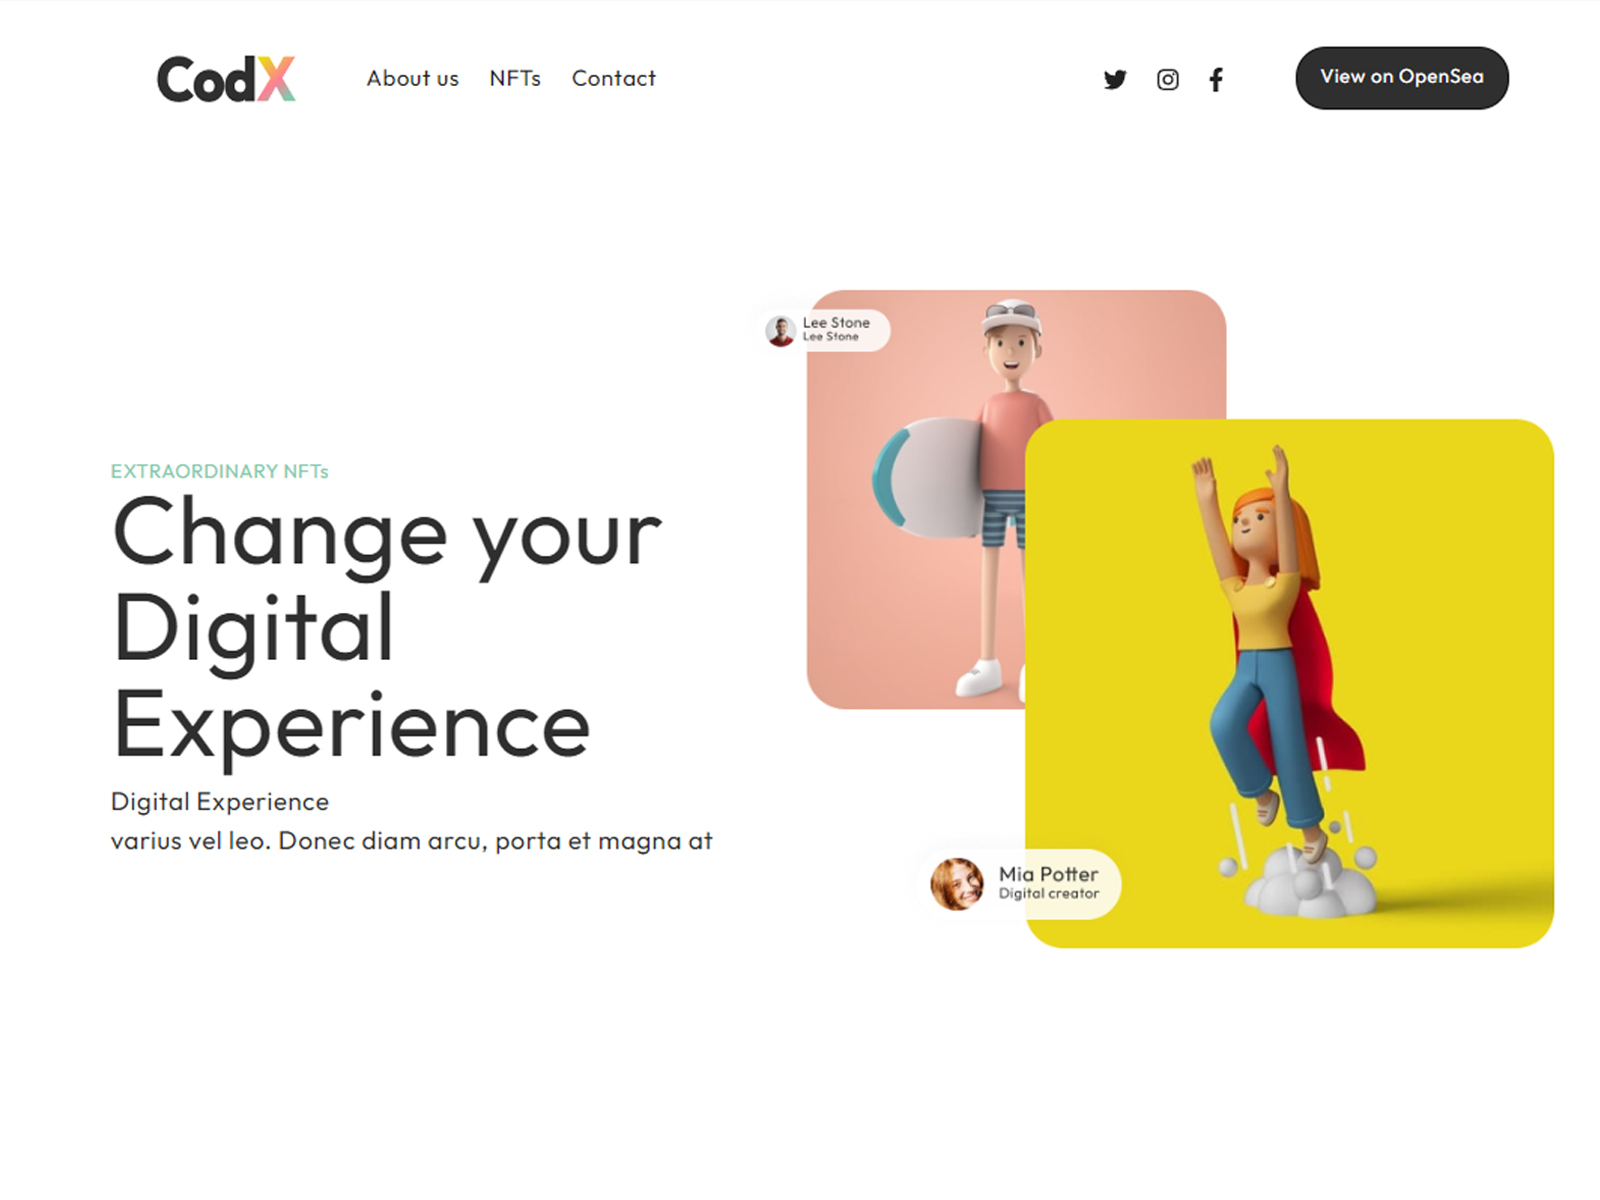 CodX
About us
NFTs
Contact
View on OpenSea
Lee Stone
Lee Stone
EXTRAORDINARY NFTs
Change your
Digital
Experience
Digital Experience
varius vel leo. Donec diam arcu, porta et magna at
Mia Potter
Digital creator